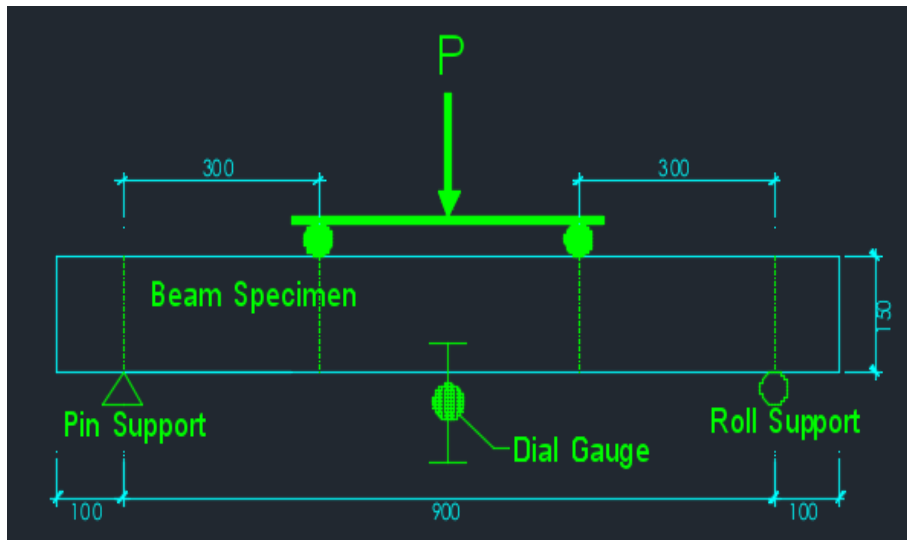 P
300
300
Beam Specimen
150
Pin Support
Roll Support
Dial Gauge
100
900
100